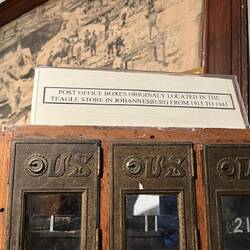 POST OFFICE BOXES ORIGINALY LOCATED IN THE
TEAGLE STORE IN JOHANNESBURG FROM 1915 TO 1945
US US US
11 21